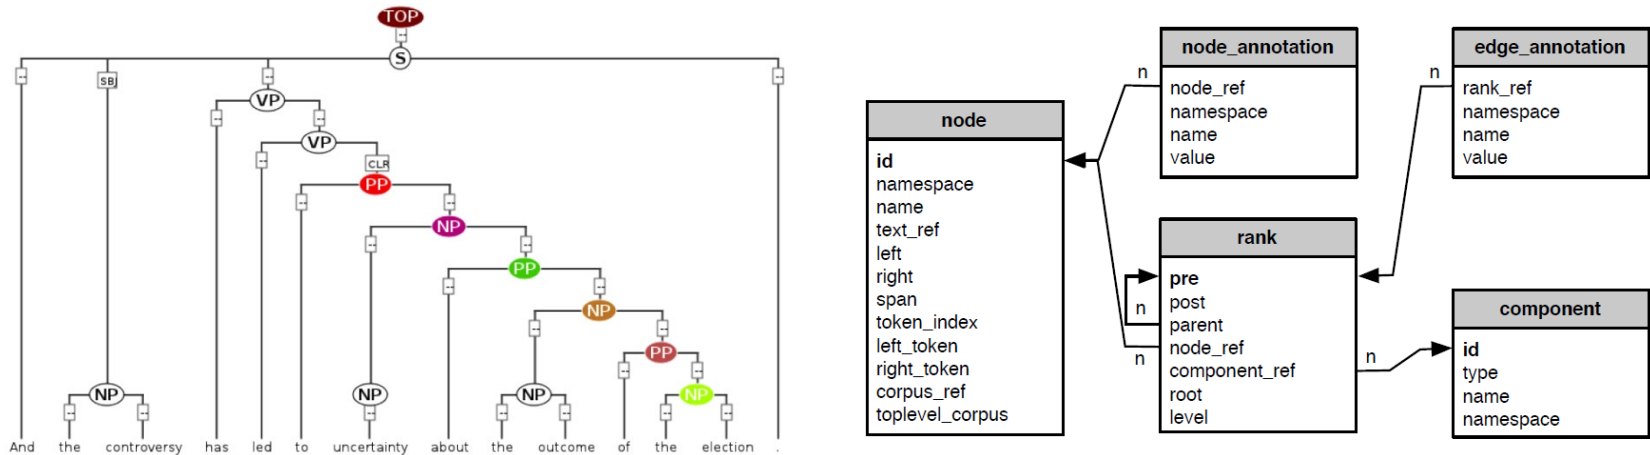 TOP
--
S
-- SBJ -- --
VP
-- --
VP
-- CLR
PP
-- --
NP
-- --
PP
-- --
NP
-- --
PP
-- --
NP NP NP NP
-- -- -- -- -- -- --
And the controversy has led to uncertainty about the outcome of the election .
node
id
namespace
name
text_ref
left
right
span
token_index
left_token
right_token
corpus_ref
toplevel_corpus
node_annotation
n
node_ref
namespace
name
value
edge_annotation
n
rank_ref
namespace
name
value
rank
pre
post
n
parent
node_ref
n
component_ref
n
root
level
component
id
type
name
namespace